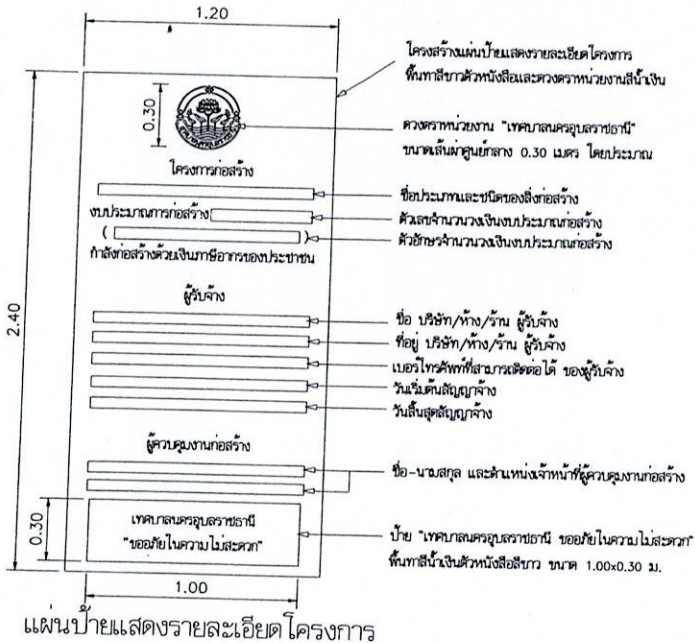 1.20
โครงสร้างแผ่นป้ายแสดงรายละเอียดโครงการ
พื้นทาสีขาวตัวหนังสือและดวงตราหน่วยงานสีน้ำเงิน
0.30
ดวงตราหน่วยงาน "เทศบาลนครอุบลราชธานี"
ขนาดเส้นผ่าศูนย์กลาง 0.30 เมตร โดยประมาณ
โครงการก่อสร้าง
ชื่อประเภทและชนิดของสิ่งก่อสร้าง
งบประมาณการก่อสร้าง
ตัวเลขจำนวนวงเงินงบประมาณก่อสร้าง
( )
ตัวอักษรจำนวนวงเงินงบประมาณก่อสร้าง
กำลังก่อสร้างด้วยเงินภาษีอากรของประชาชน
ผู้รับจ้าง
2.40
ชื่อ บริษัท/ห้าง/ร้าน ผู้รับจ้าง
ที่อยู่ บริษัท/ห้าง/ร้าน ผู้รับจ้าง
เบอร์โทรศัพท์ที่สามารถติดต่อได้ ของผู้รับจ้าง
วันเริ่มต้นสัญญาจ้าง
วันสิ้นสุดสัญญาจ้าง
ผู้ควบคุมงานก่อสร้าง
ชื่อ-นามสกุล และตำแหน่งเจ้าหน้าที่ผู้ควบคุมงานก่อสร้าง
0.30
เทศบาลนครอุบลราชธานี
"ขออภัยในความไม่สะดวก"
ป้าย "เทศบาลนครอุบลราชธานี ขออภัยในความไม่สะดวก"
พื้นทาสีน้ำเงินตัวหนังสือสีขาว ขนาด 1.00x0.30 ม.
1.00
แผ่นป้ายแสดงรายละเอียดโครงการ